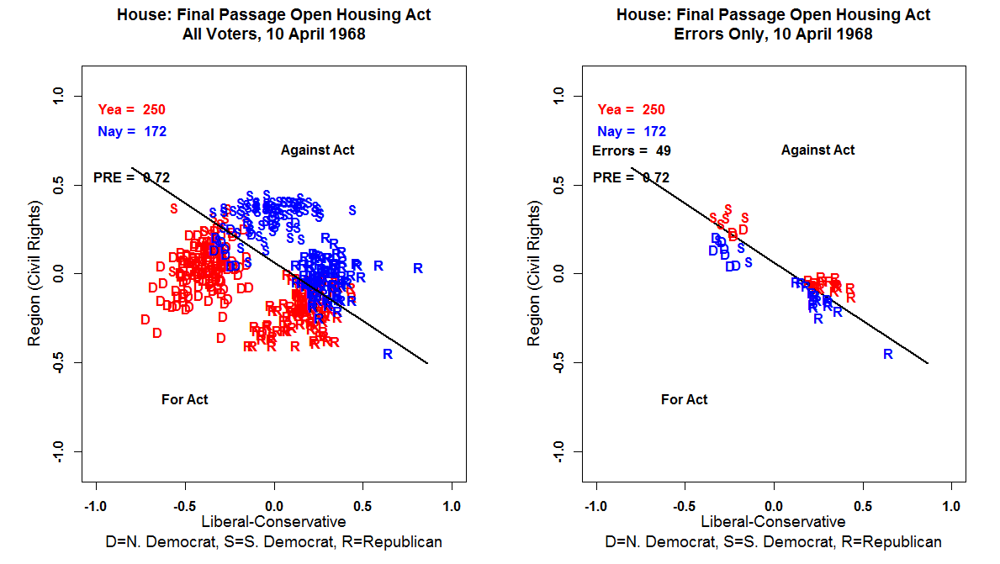 House: Final Passage Open Housing Act
All Voters, 10 April 1968
Yea = 250
Nay = 172
PRE = 0.72
Against Act
For Act
Region (Civil Rights)
1.0
0.5
0.0
-0.5
-1.0
-1.0 -0.5 0.0 0.5 1.0
Liberal-Conservative
D=N. Democrat, S=S. Democrat, R=Republican
House: Final Passage Open Housing Act
Errors Only, 10 April 1968
Yea = 250
Nay = 172
Errors = 49
PRE = 0.72
Against Act
For Act
Region (Civil Rights)
1.0
0.5
0.0
-0.5
-1.0
-1.0 -0.5 0.0 0.5 1.0
Liberal-Conservative
D=N. Democrat, S=S. Democrat, R=Republican